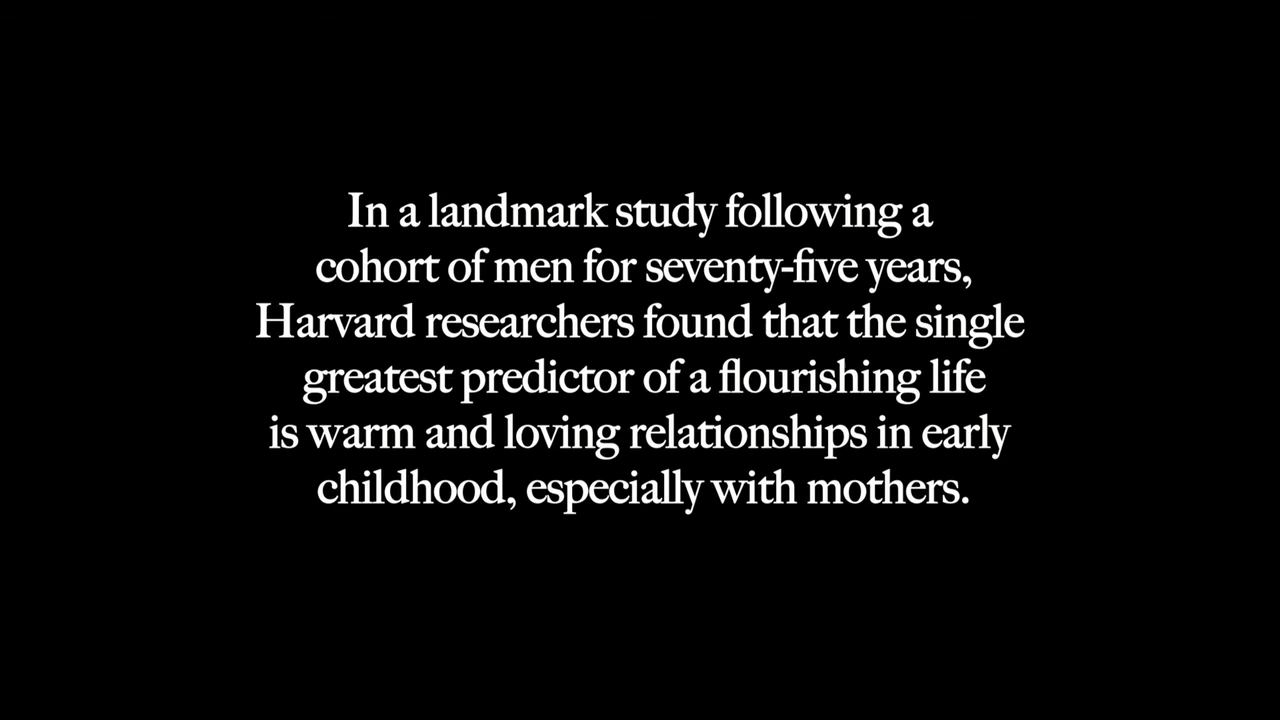 In a landmark study following a
cohort of men for seventy-five years,
Harvard researchers found that the single
greatest predictor of a flourishing life
is warm and loving relationships in early
childhood, especially with mothers.